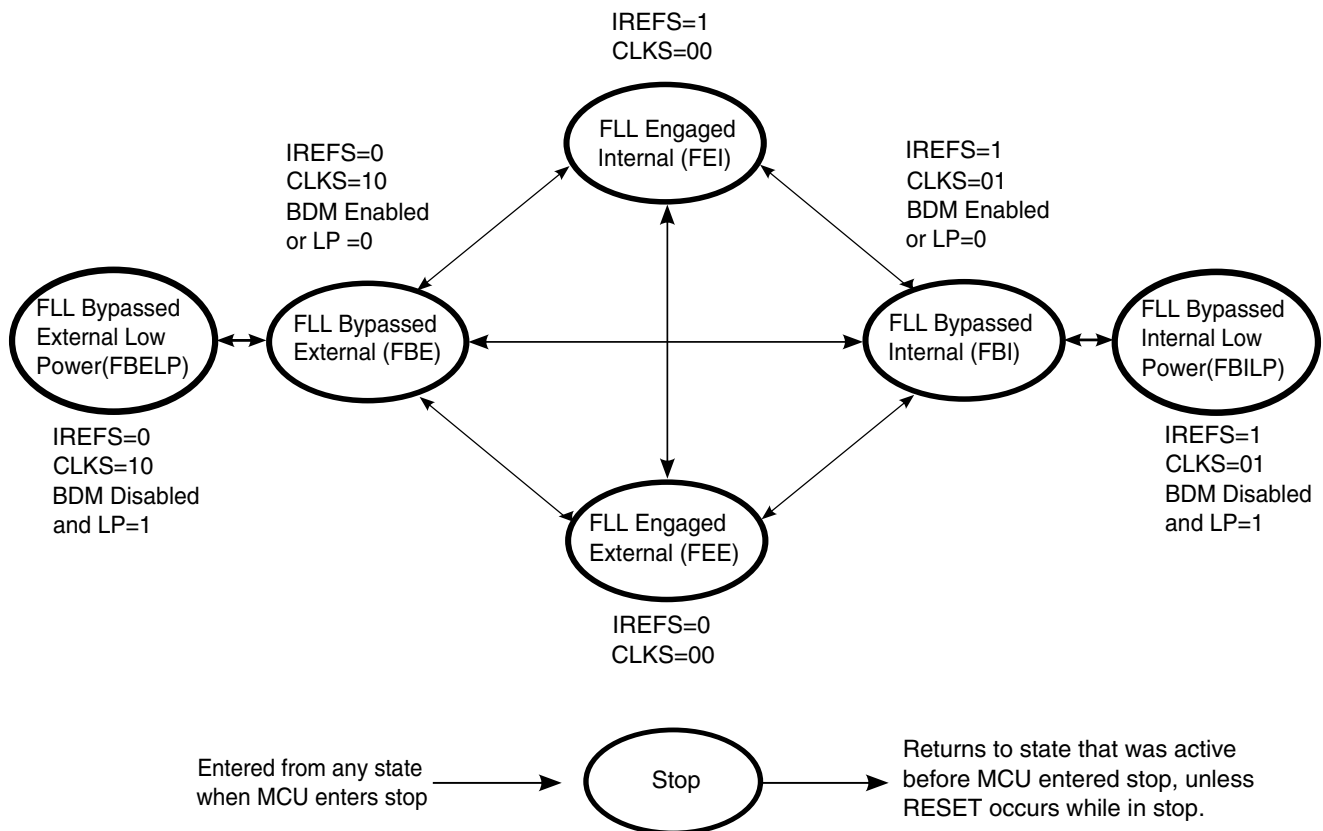 IREFS=1
CLKS=00
FLL Engaged
Internal (FEI)
IREFS=0
CLKS=10
BDM Enabled
or LP =0
IREFS=1
CLKS=01
BDM Enabled
or LP=0
FLL Bypassed
External Low
Power(FBELP)
FLL Bypassed
External (FBE)
FLL Bypassed
Internal (FBI)
FLL Bypassed
Internal Low
Power(FBILP)
IREFS=0
CLKS=10
BDM Disabled
and LP=1
IREFS=1
CLKS=01
BDM Disabled
and LP=1
FLL Engaged
External (FEE)
IREFS=0
CLKS=00
Entered from any state
when MCU enters stop
Stop
Returns to state that was active
before MCU entered stop, unless
RESET occurs while in stop.